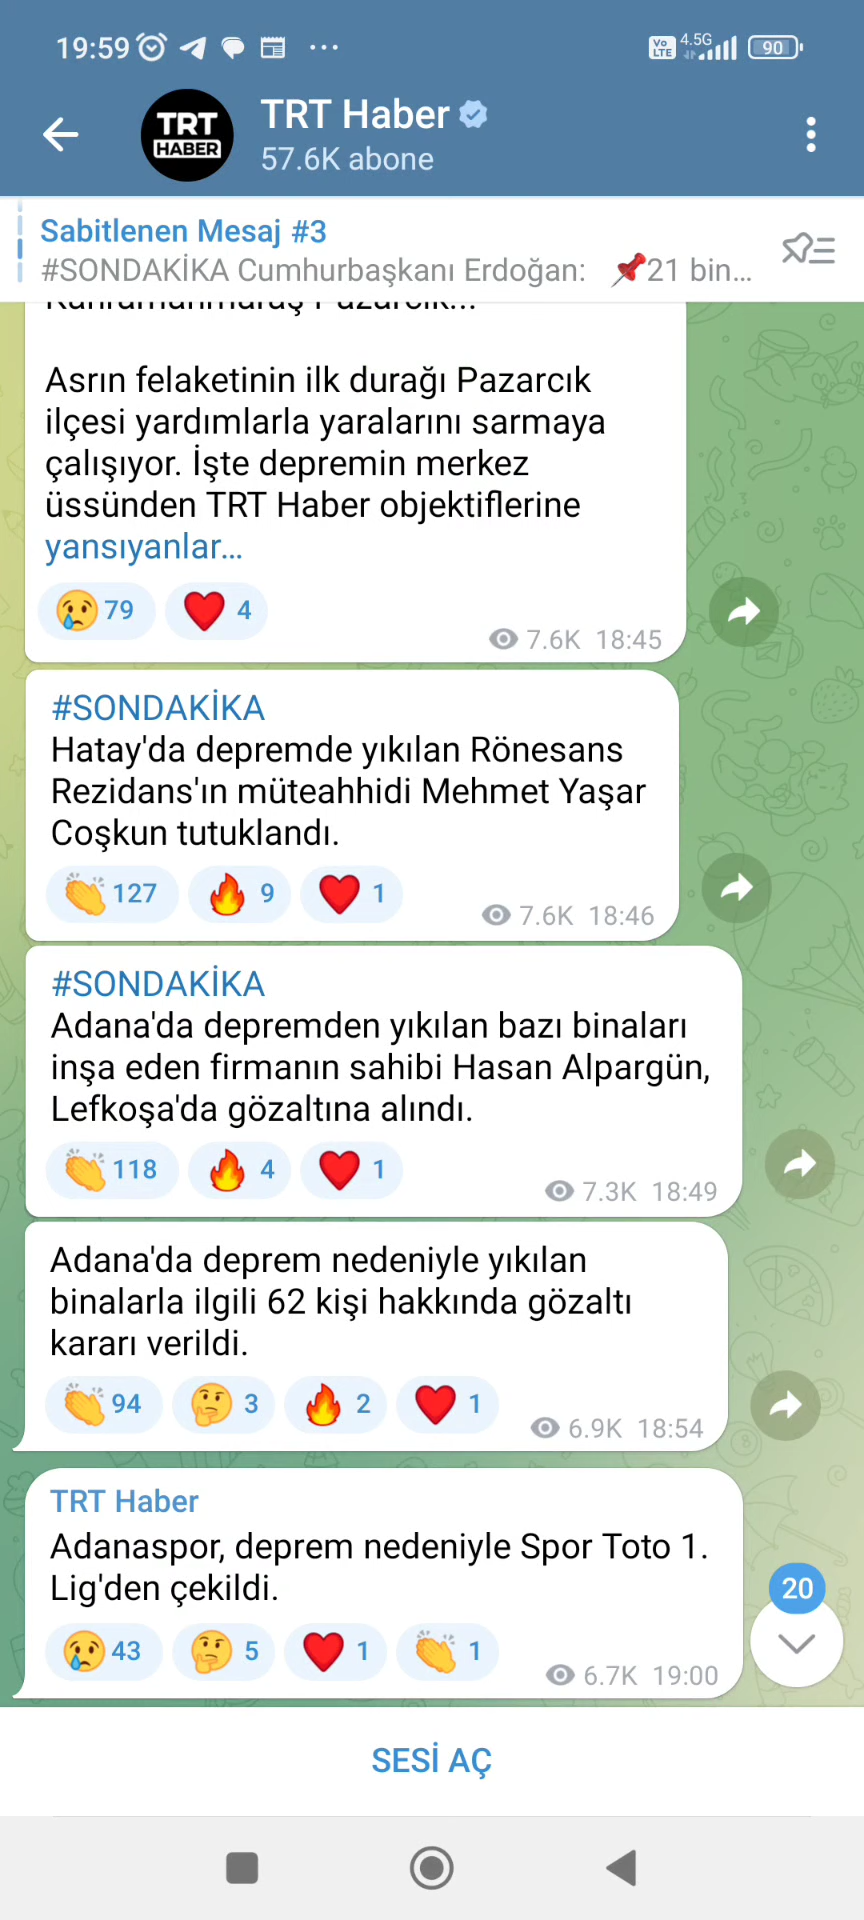 19:59
Vo LTE 4.5G 90
TRT HABER
TRT Haber
57.6K abone
Sabitlenen Mesaj #3
#SONDAKİKA Cumhurbaşkanı Erdoğan: 📌21 bin...
Asrın felaketinin ilk durağı Pazarcık
ilçesi yardımlarla yaralarını sarmaya
çalışıyor. İşte depremin merkez
üssünden TRT Haber objektiflerine
yansıyanlar...
😢 79 ❤️ 4
7.6K 18:45
#SONDAKİKA
Hatay'da depremde yıkılan Rönesans
Rezidans'ın müteahhidi Mehmet Yaşar
Coşkun tutuklandı.
👏 127 🔥 9 ❤️ 1
7.6K 18:46
#SONDAKİKA
Adana'da depremden yıkılan bazı binaları
inşa eden firmanın sahibi Hasan Alpargün,
Lefkoşa'da gözaltına alındı.
👏 118 🔥 4 ❤️ 1
7.3K 18:49
Adana'da deprem nedeniyle yıkılan
binalarla ilgili 62 kişi hakkında gözaltı
kararı verildi.
👏 94 🤔 3 🔥 2 ❤️ 1
6.9K 18:54
TRT Haber
Adanaspor, deprem nedeniyle Spor Toto 1.
Lig'den çekildi.
😢 43 🤔 5 ❤️ 1 👏 1
6.7K 19:00
20
SESİ AÇ